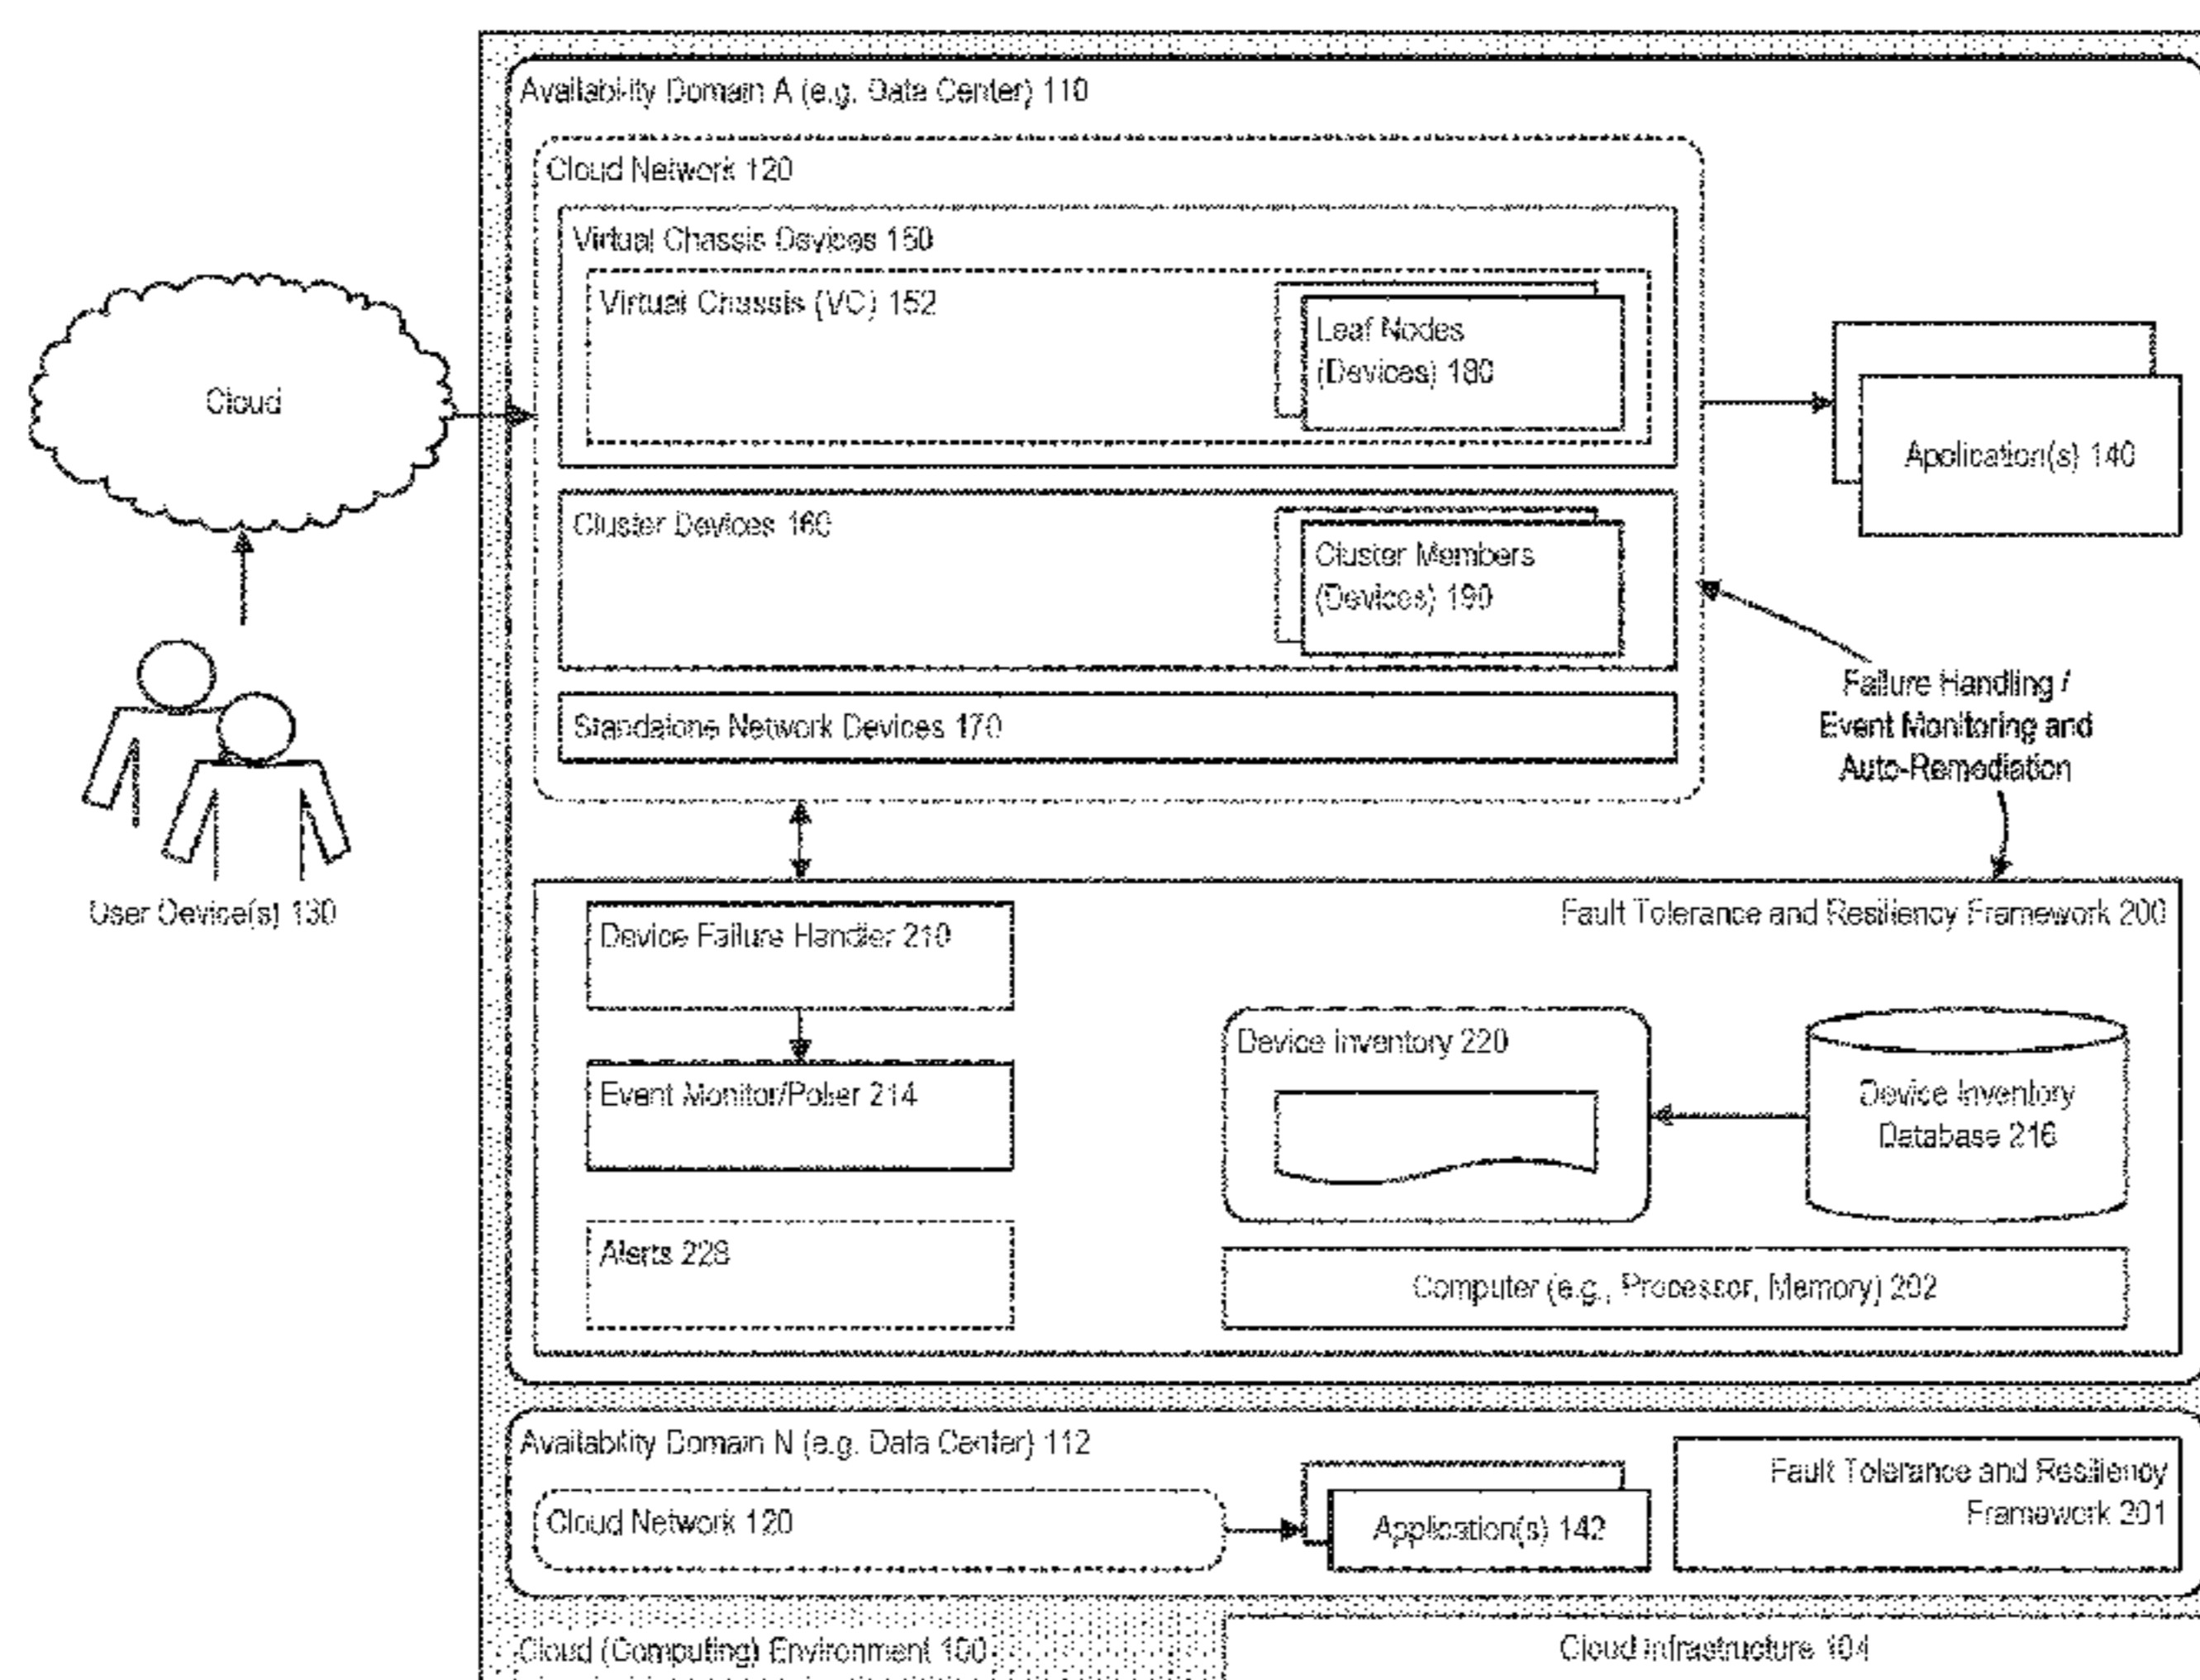 Availability Domain A (e.g. Data Center) 110
Cloud Network 120
Virtual Chassis Devices 150
Virtual Chassis (VC) 152
Leaf Nodes
(Devices) 180
Cloud
Application(s) 140
Cluster Devices 160
Cluster Members
(Devices) 190
Standalone Network Devices 170
Failure Handling /
Event Monitoring and
Auto-Remediation
User Device(s) 130
Device Failure Handler 210
Fault Tolerance and Resiliency Framework 200
Event Monitor/Poller 214
Device Inventory 220
Device Inventory
Database 216
Alerts 228
Computer (e.g., Processor, Memory) 202
Availability Domain N (e.g. Data Center) 112
Cloud Network 120
Application(s) 142
Fault Tolerance and Resiliency
Framework 201
Cloud (Computing) Environment 100
Cloud Infrastructure 104